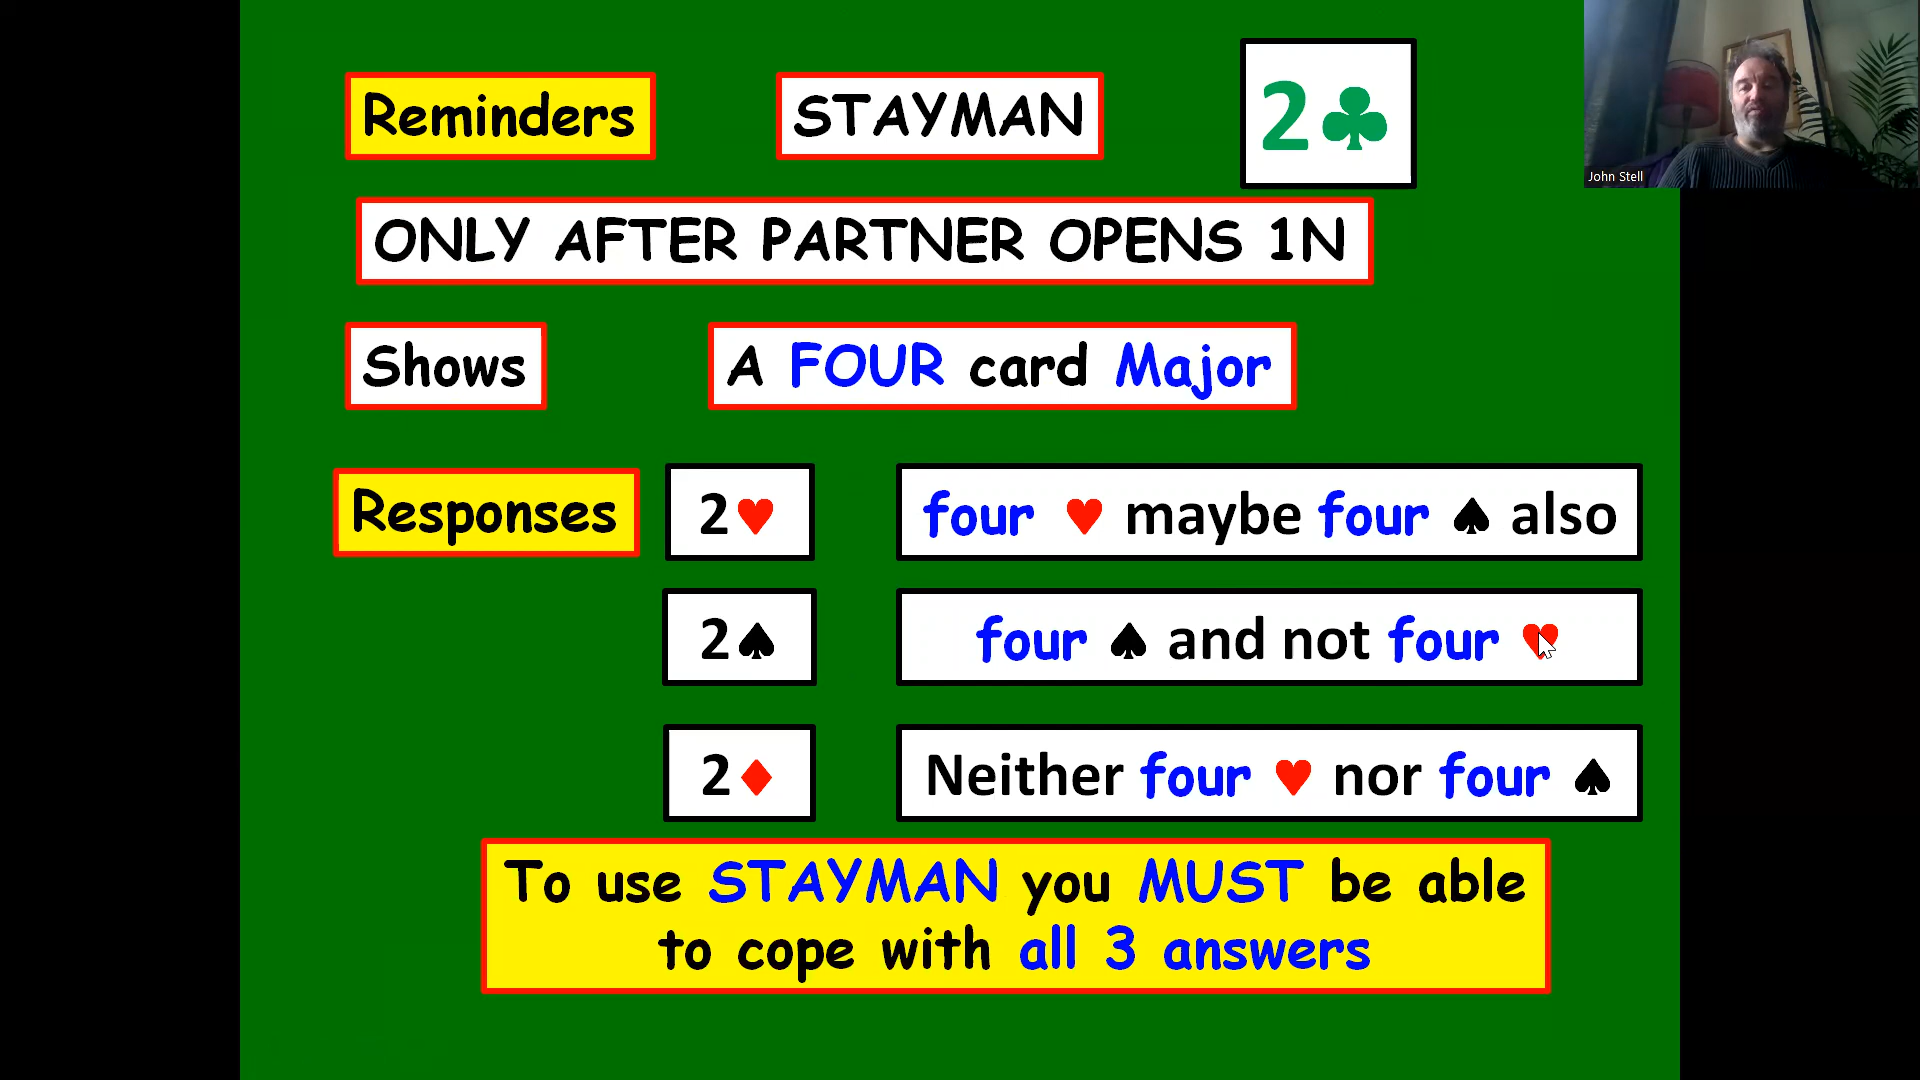 Reminders STAYMAN 2♣
John Stell
ONLY AFTER PARTNER OPENS 1N
Shows A FOUR card Major
Responses 2♥ four ♥ maybe four ♠ also
2♠ four ♠ and not four ♥
2♦ Neither four ♥ nor four ♠
To use STAYMAN you MUST be able
to cope with all 3 answers